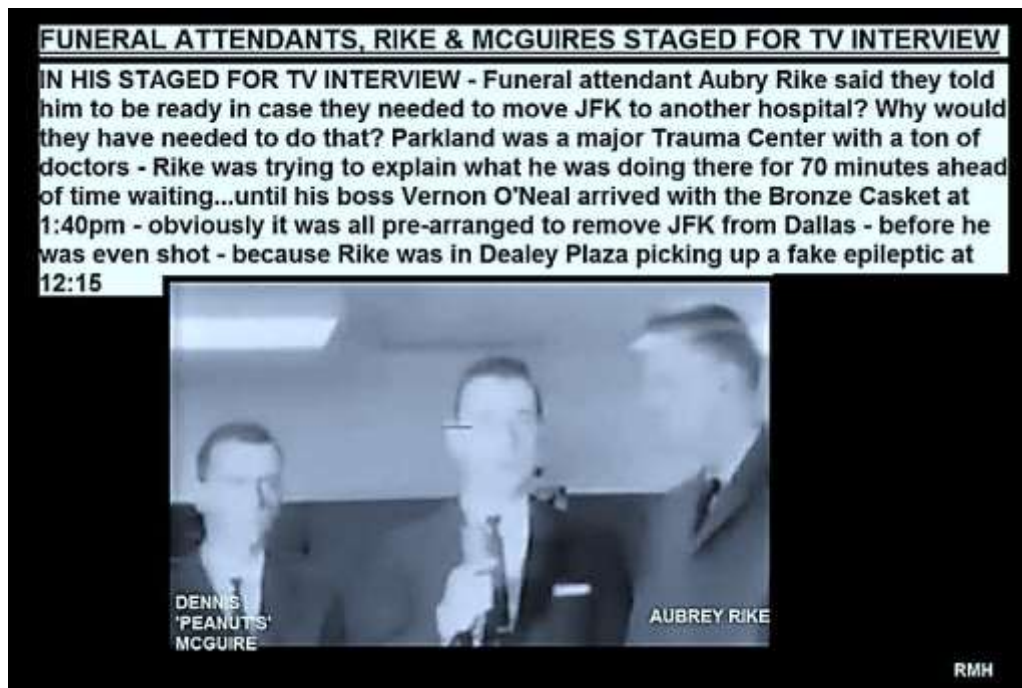 FUNERAL ATTENDANTS, RIKE & MCGUIRES STAGED FOR TV INTERVIEW
IN HIS STAGED FOR TV INTERVIEW - Funeral attendant Aubry Rike said they told
him to be ready in case they needed to move JFK to another hospital? Why would
they have needed to do that? Parkland was a major Trauma Center with a ton of
doctors - Rike was trying to explain what he was doing there for 70 minutes ahead
of time waiting...until his boss Vernon O'Neal arrived with the Bronze Casket at
1:40pm - obviously it was all pre-arranged to remove JFK from Dallas - before he
was even shot - because Rike was in Dealey Plaza picking up a fake epileptic at
12:15
DENNIS
'PEANUT'S'
MCGUIRE
AUBREY RIKE
RMH